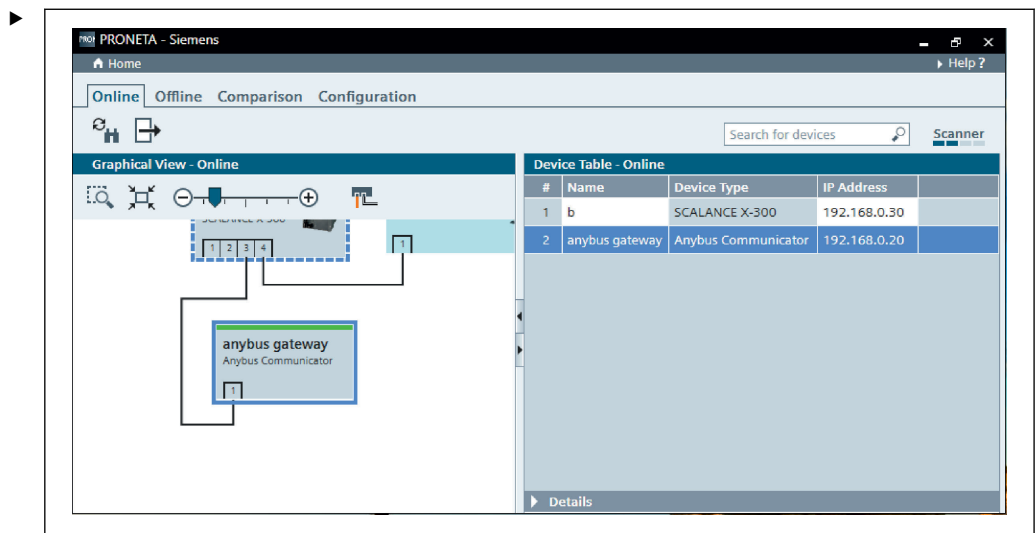 PRONETA - Siemens
Home
Help ?
Online Offline Comparison Configuration
Search for devices
Scanner
Graphical View - Online
Device Table - Online
# Name Device Type IP Address
1 b SCALANCE X-300 192.168.0.30
2 anybus gateway Anybus Communicator 192.168.0.20
SCALANCE X-300
1 2 3 4
1
anybus gateway
Anybus Communicator
1
Details